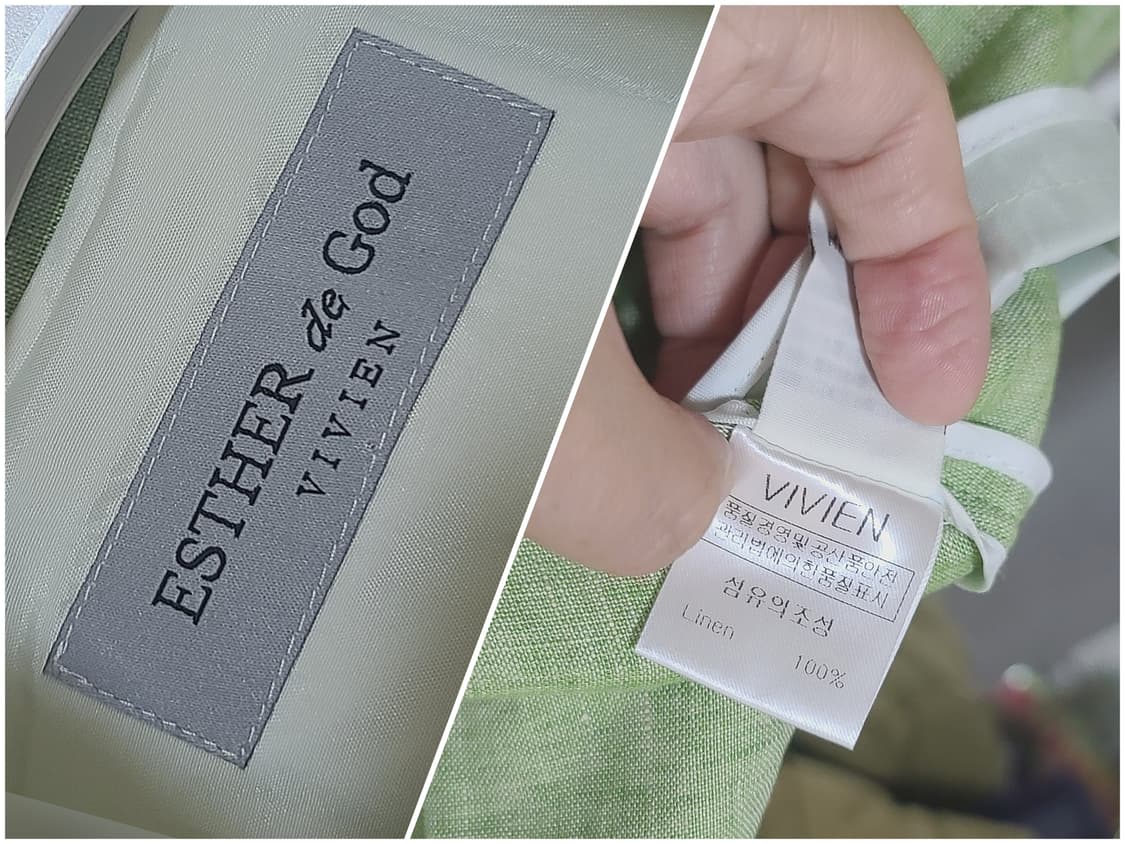 ESTHER de God
VIVIEN
VIVIEN
품질경영및공산품안전
관리법에의한품질표시
섬유의조성
Linen
100%